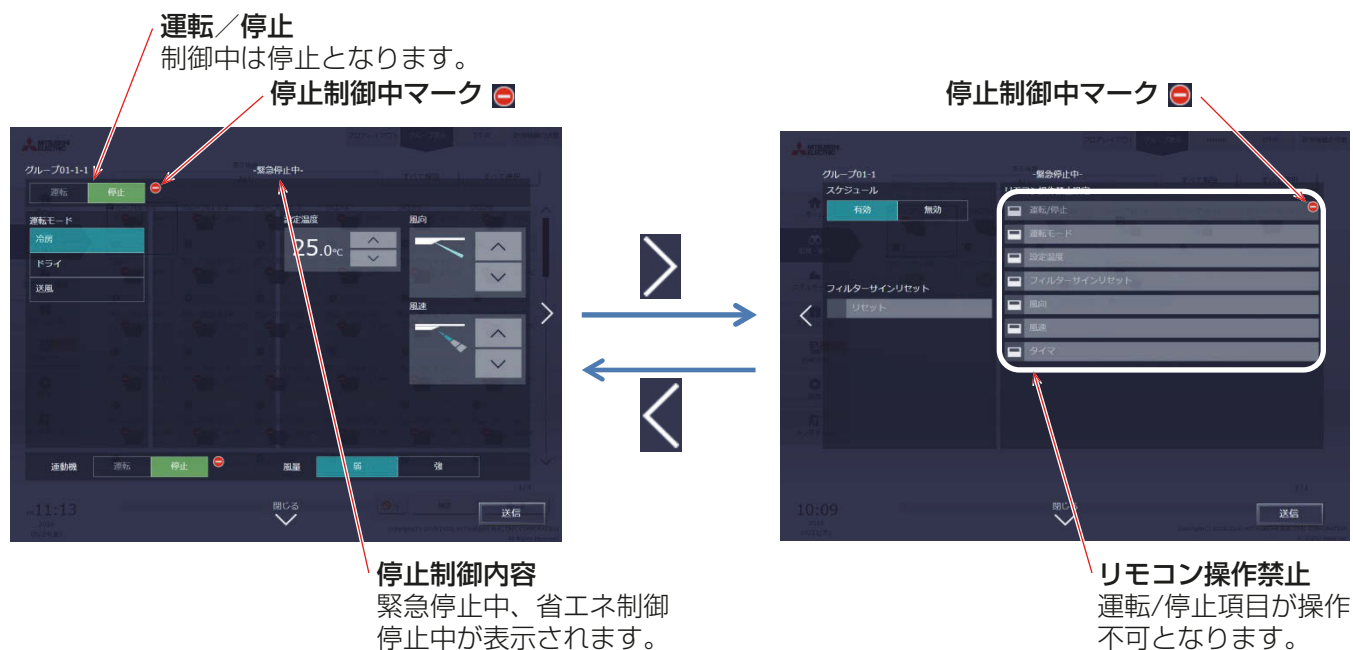 運転／停止
制御中は停止となります。
停止制御中マーク
停止制御中マーク
MITSUBISHI
ELECTRIC
グループ01-1-1
-緊急停止中-
運転 停止
運転モード
冷房
ドライ
送風
設定温度
25.0℃
風向
風速
連動機 運転 停止
風量 弱 強
11:13
閉じる
送信
MITSUBISHI
ELECTRIC
グループ01-1
-緊急停止中-
スケジュール
有効 無効
フィルターサインリセット
リセット
運転/停止
運転モード
設定温度
フィルターサインリセット
風向
風速
タイマ
10:09
閉じる
送信
停止制御内容
緊急停止中、省エネ制御
停止中が表示されます。
リモコン操作禁止
運転/停止項目が操作
不可となります。